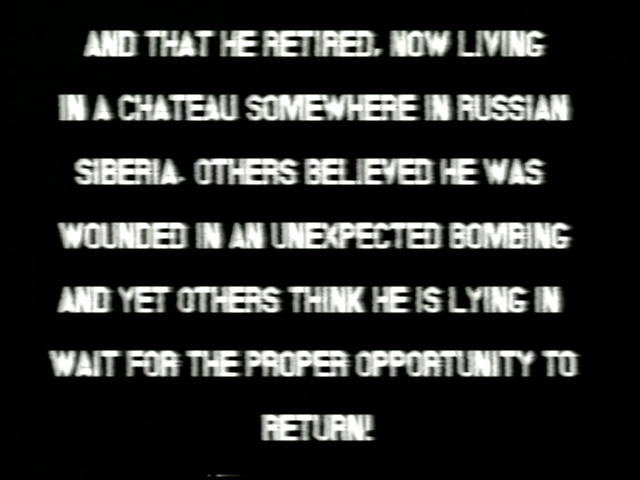 AND THAT HE RETIRED, NOW LIVING
IN A CHATEAU SOMEWHERE IN RUSSIAN
SIBERIA. OTHERS BELIEVED HE WAS
WOUNDED IN AN UNEXPECTED BOMBING
AND YET OTHERS THINK HE IS LYING IN
WAIT FOR THE PROPER OPPORTUNITY TO
RETURN!